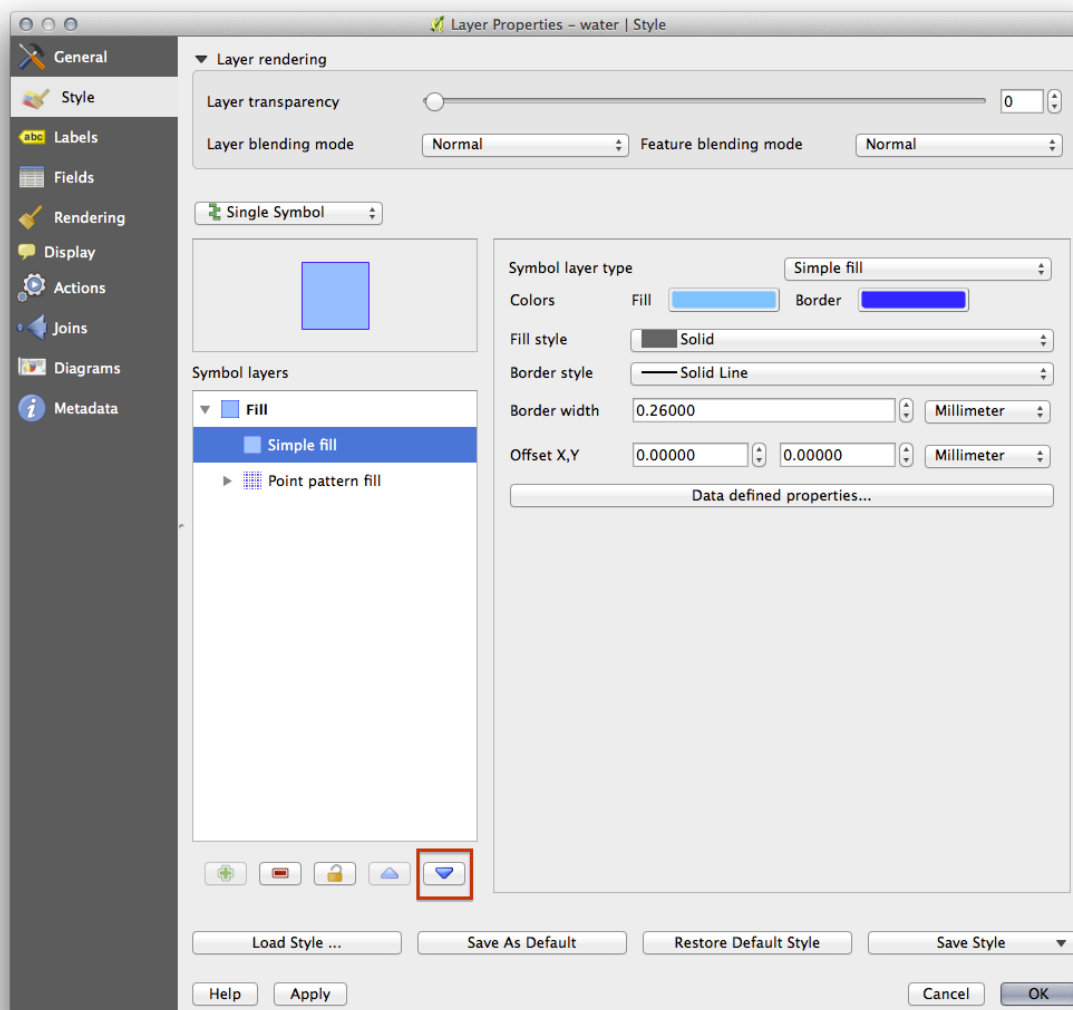 Layer Properties – water | Style
General
Style
abc Labels
Fields
Rendering
Display
Actions
Joins
Diagrams
i Metadata
Layer rendering
Layer transparency 0
Layer blending mode Normal Feature blending mode Normal
Single Symbol
Symbol layers
Fill
Simple fill
Point pattern fill
Symbol layer type Simple fill
Colors Fill Border
Fill style Solid
Border style Solid Line
Border width 0.26000 Millimeter
Offset X,Y 0.00000 0.00000 Millimeter
Data defined properties...
Load Style ... Save As Default Restore Default Style Save Style
Help Apply Cancel OK